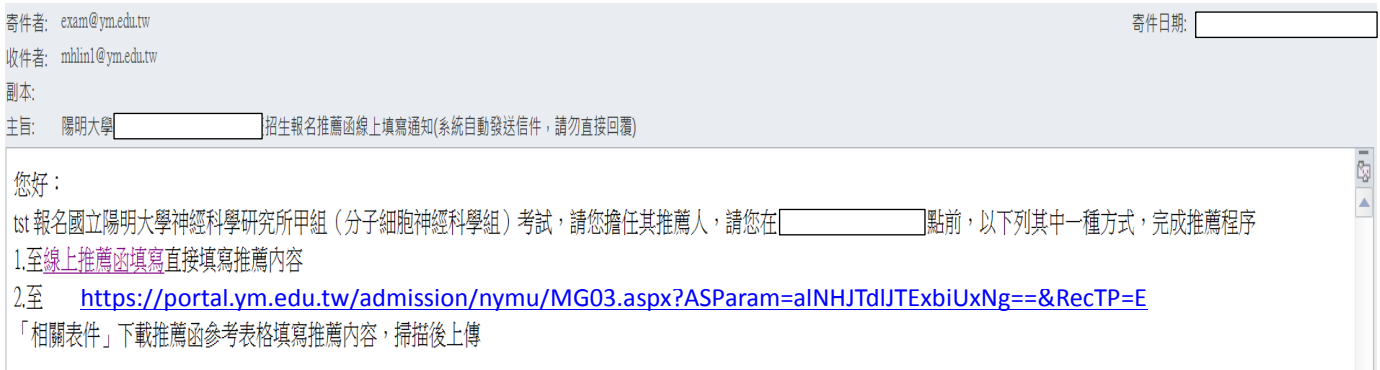 寄件者: exam@ym.edu.tw 寄件日期:
收件者: mhlin1@ym.edu.tw
副本:
主旨: 陽明大學 招生報名推薦函線上填寫通知(系統自動發送信件，請勿直接回覆)
您好：
tst 報名國立陽明大學神經科學研究所甲組（分子細胞神經科學組）考試，請您擔任其推薦人，請您在 點前，以下列其中一種方式，完成推薦程序
1.至線上推薦函填寫直接填寫推薦內容
2.至 https://portal.ym.edu.tw/admission/nymu/MG03.aspx?ASParam=alNHJTdlJTExbiUxNg==&RecTP=E
「相關表件」下載推薦函參考表格填寫推薦內容，掃描後上傳